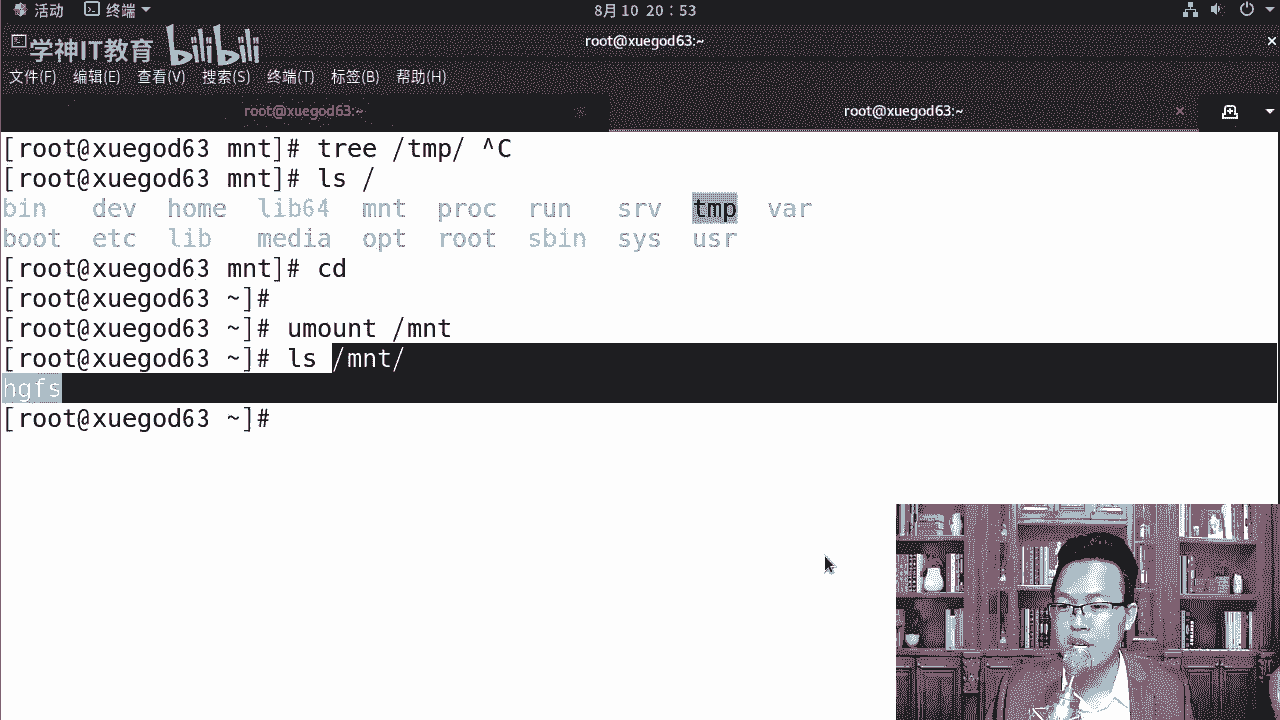 活动 终端 8月 10 20：53
学神IT教育 bilibili root@xuegod63:~ ×
文件(F) 编辑(E) 查看(V) 搜索(S) 终端(T) 标签(B) 帮助(H)
root@xuegod63:~ × root@xuegod63:~ ×
[root@xuegod63 mnt]# tree /tmp/ ^C
[root@xuegod63 mnt]# ls /
bin dev home lib64 mnt proc run srv tmp var
boot etc lib media opt root sbin sys usr
[root@xuegod63 mnt]# cd
[root@xuegod63 ~]#
[root@xuegod63 ~]# umount /mnt
[root@xuegod63 ~]# ls /mnt/
hgfs
[root@xuegod63 ~]#